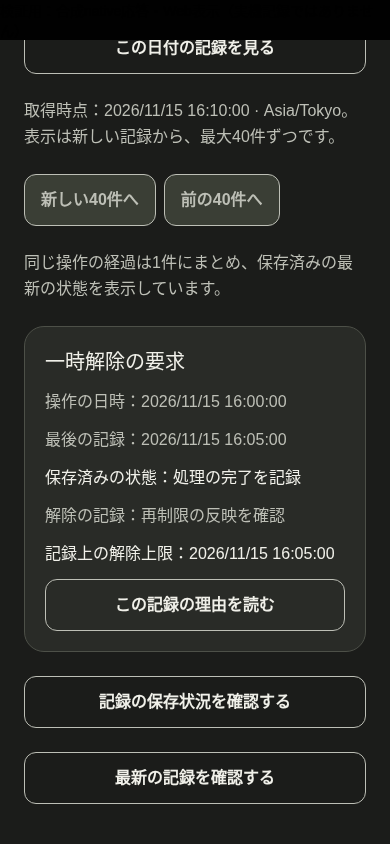 この日付の記録を見る
取得時点：2026/11/15 16:10:00 · Asia/Tokyo。
表示は新しい記録から、最大40件ずつです。
新しい40件へ
前の40件へ
同じ操作の経過は1件にまとめ、保存済みの最
新の状態を表示しています。
一時解除の要求
操作の日時：2026/11/15 16:00:00
最後の記録：2026/11/15 16:05:00
保存済みの状態：処理の完了を記録
解除の記録：再制限の反映を確認
記録上の解除上限：2026/11/15 16:05:00
この記録の理由を読む
記録の保存状況を確認する
最新の記録を確認する